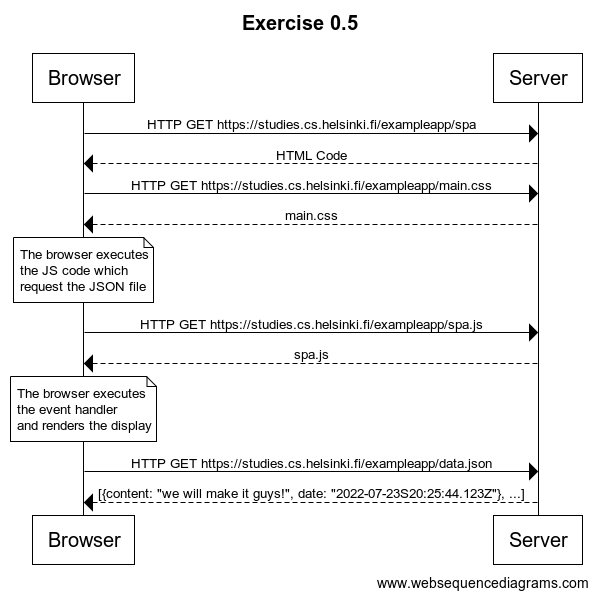 Exercise 0.5
Browser
Server
HTTP GET https://studies.cs.helsinki.fi/exampleapp/spa
HTML Code
HTTP GET https://studies.cs.helsinki.fi/exampleapp/main.css
main.css
The browser executes
the JS code which
request the JSON file
HTTP GET https://studies.cs.helsinki.fi/exampleapp/spa.js
spa.js
The browser executes
the event handler
and renders the display
HTTP GET https://studies.cs.helsinki.fi/exampleapp/data.json
[{content: "we will make it guys!", date: "2022-07-23S20:25:44.123Z"}, ...]
Browser
Server
www.websequencediagrams.com